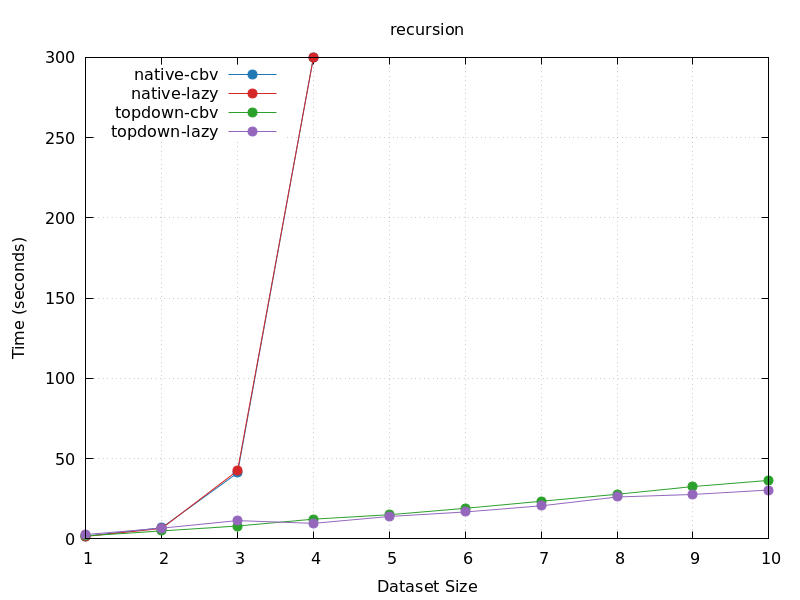 recursion
300
250
200
150
100
50
0
native-cbv
native-lazy
topdown-cbv
topdown-lazy
Time (seconds)
1 2 3 4 5 6 7 8 9 10
Dataset Size